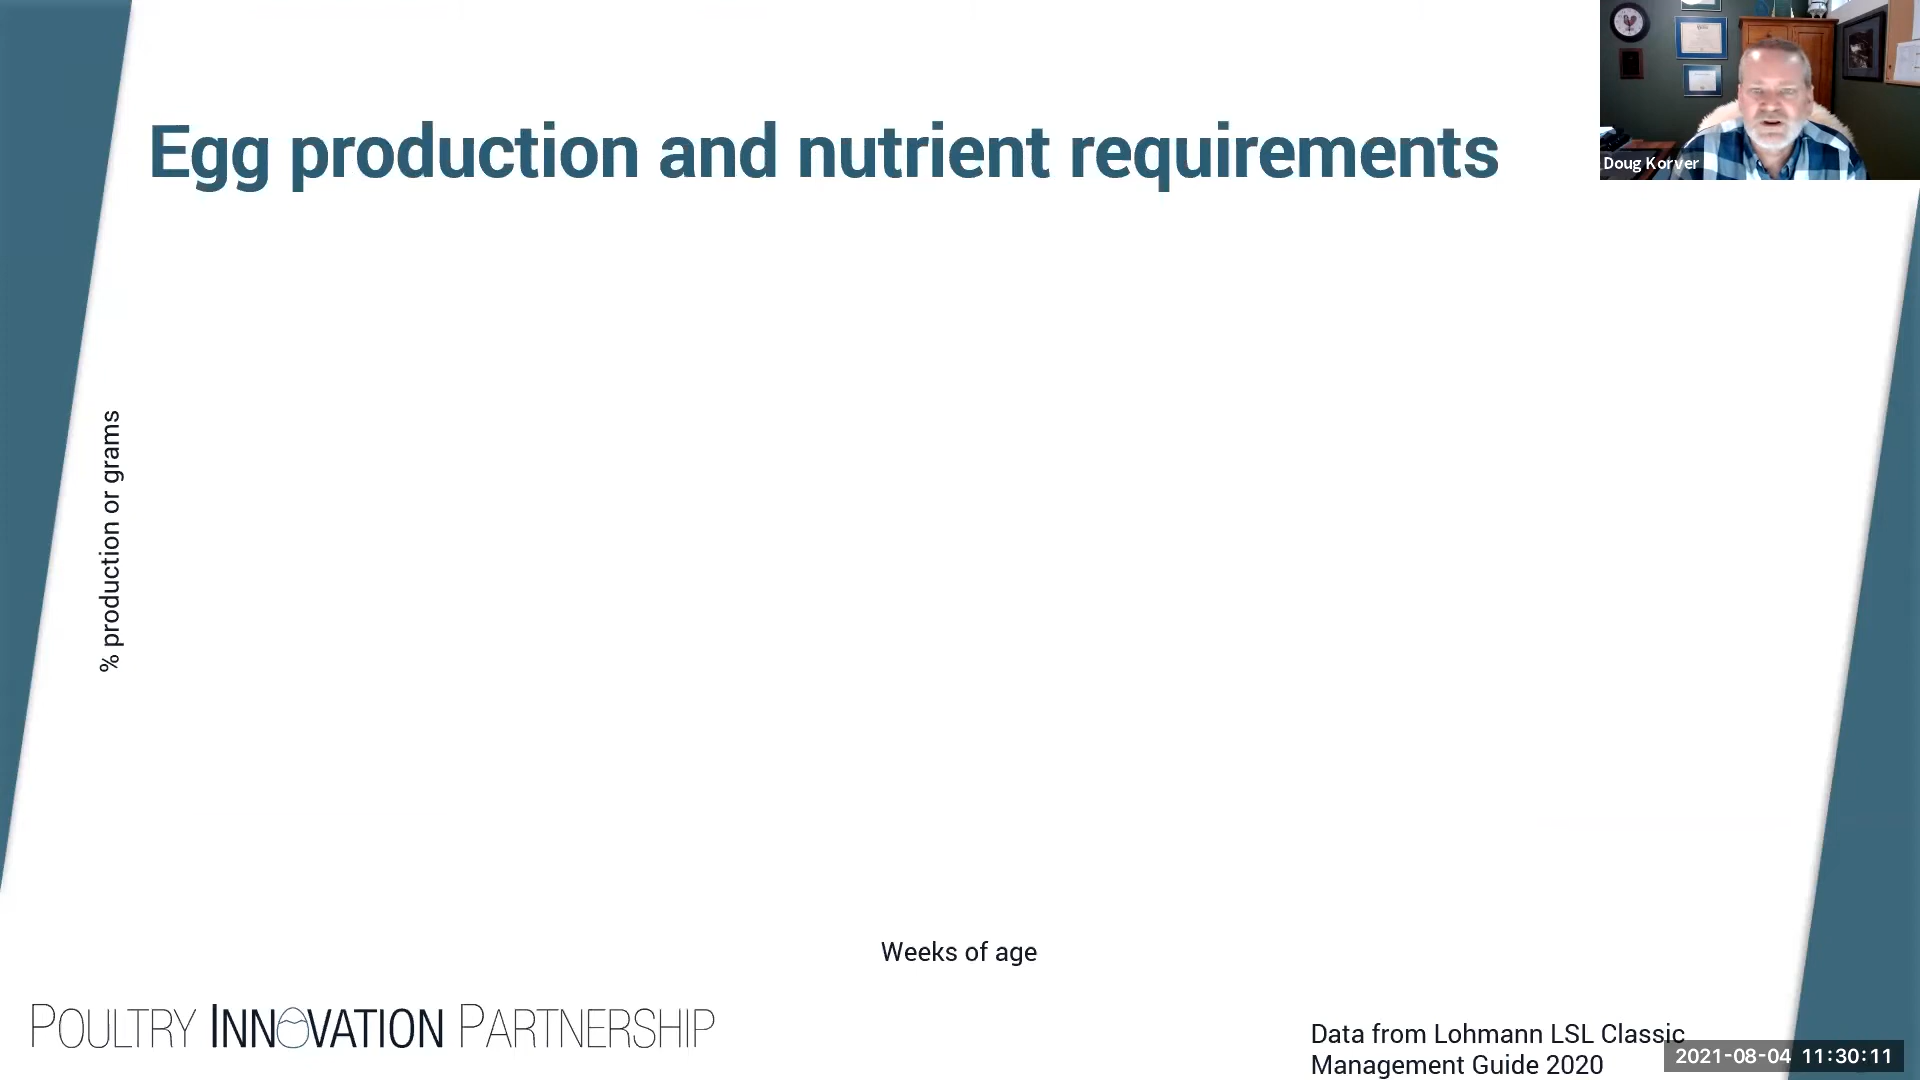 Egg production and nutrient requirements
Doug Korver
% production or grams
Weeks of age
POULTRY INNOVATION PARTNERSHIP
Data from Lohmann LSL Classic
Management Guide 2020
2021-08-04 11:30:11